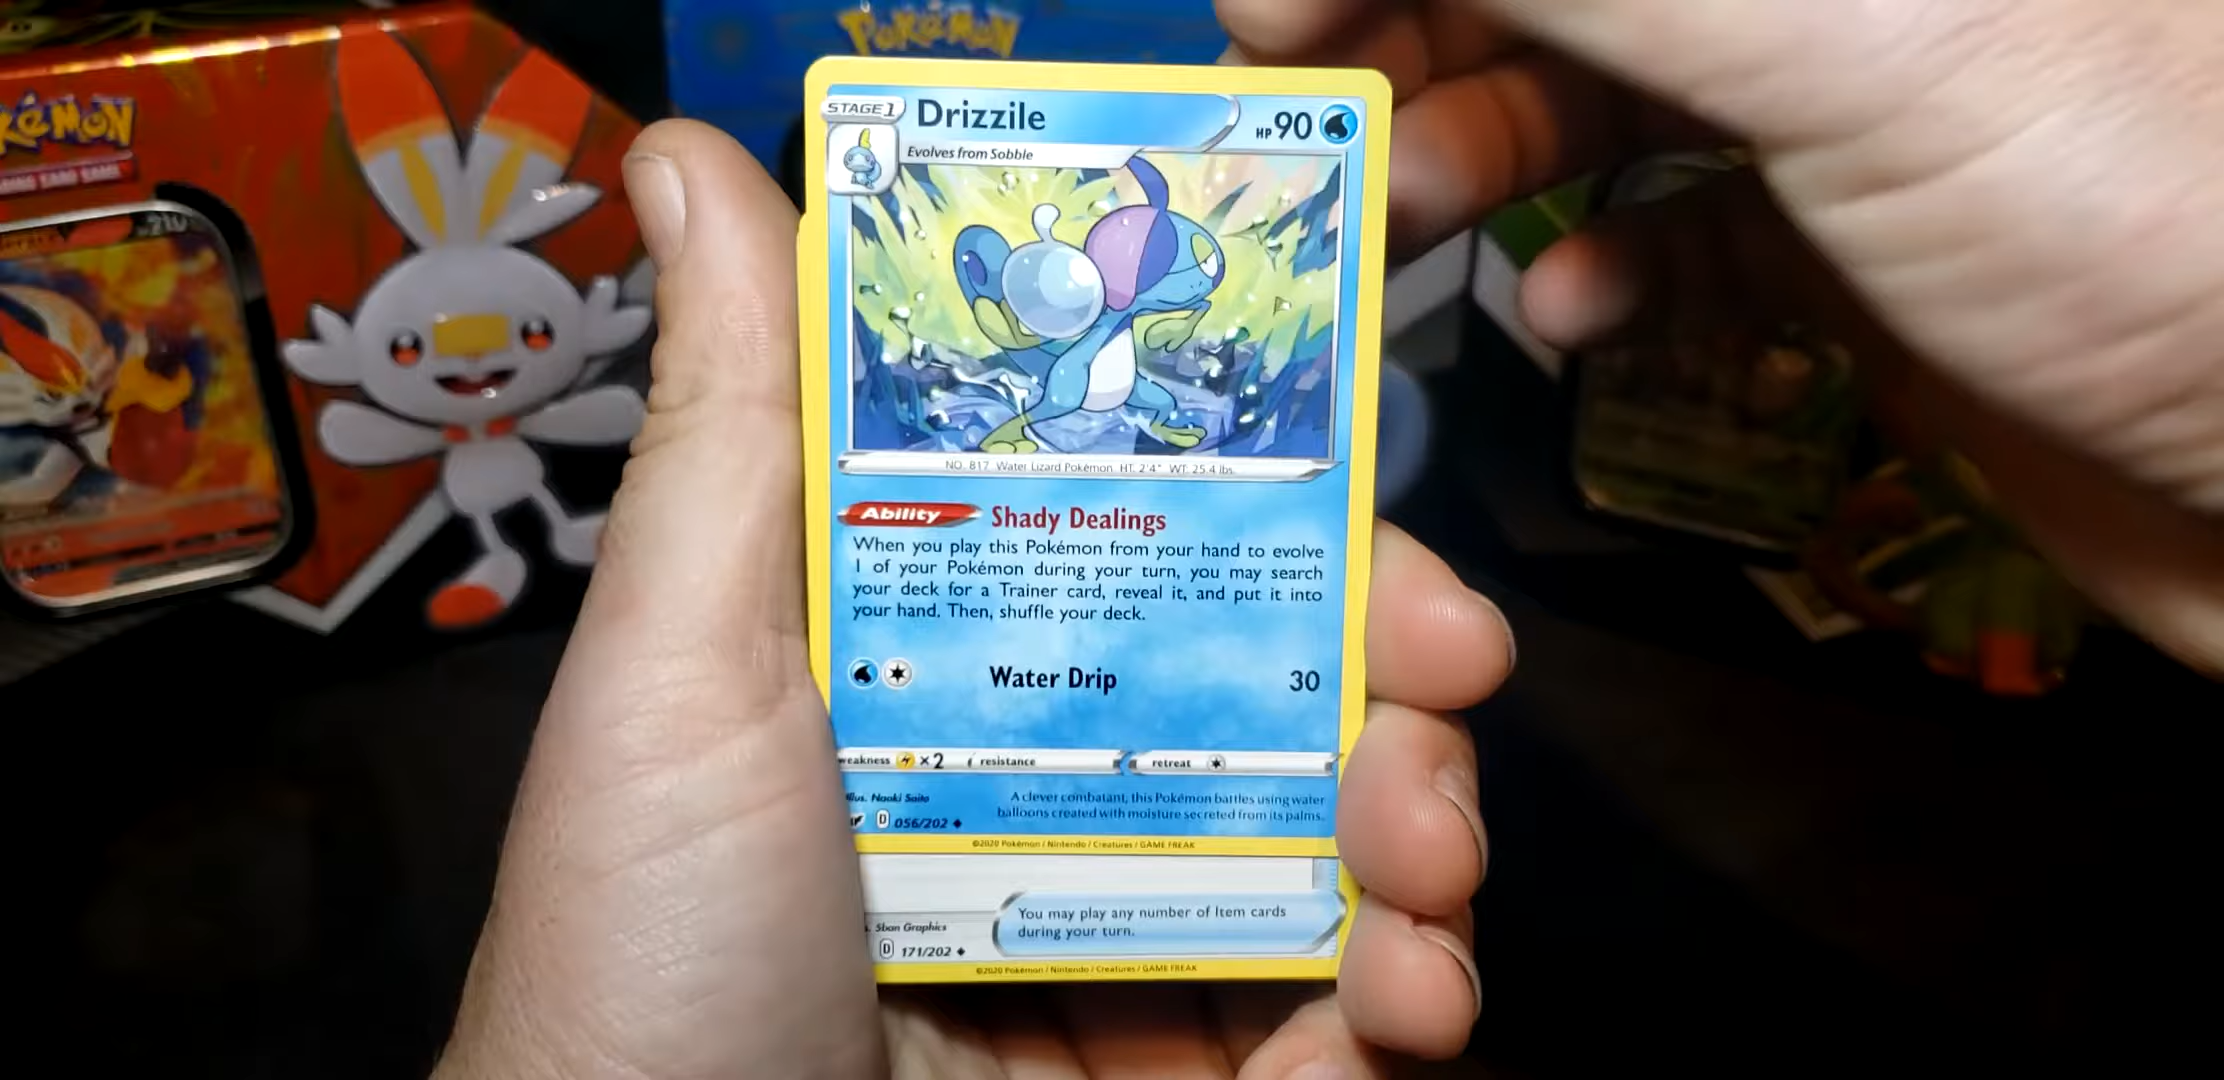 Pokémon
STAGE 1 Drizzile HP 90
Evolves from Sobble
NO. 817 Water Lizard Pokémon HT: 2'4" WT: 25.4 lbs.
Ability Shady Dealings
When you play this Pokémon from your hand to evolve
1 of your Pokémon during your turn, you may search
your deck for a Trainer card, reveal it, and put it into
your hand. Then, shuffle your deck.
Water Drip 30
weakness ×2 resistance retreat
Illus. Naoki Saito
A clever combatant, this Pokémon battles using water
balloons created with moisture secreted from its palms.
D 056/202
©2020 Pokémon / Nintendo / Creatures / GAME FREAK
You may play any number of Item cards
during your turn.
. 5ban Graphics
D 171/202
©2020 Pokémon / Nintendo / Creatures / GAME FREAK
kémon
CARD GAME
210